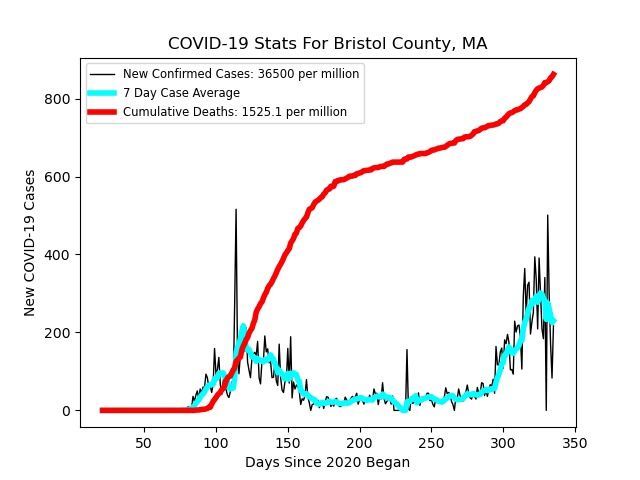 COVID-19 Stats For Bristol County, MA
New Confirmed Cases: 36500 per million
7 Day Case Average
Cumulative Deaths: 1525.1 per million
New COVID-19 Cases
800
600
400
200
0
50 100 150 200 250 300 350
Days Since 2020 Began